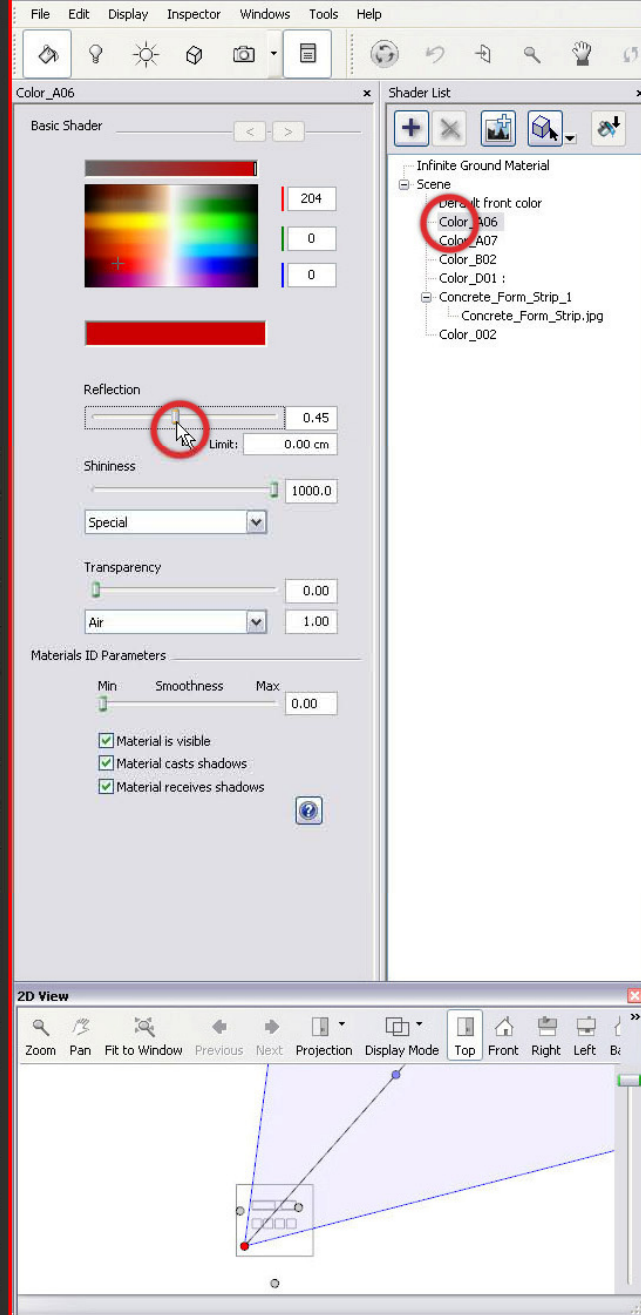 File Edit Display Inspector Windows Tools Help
Color_A06
Shader List
Basic Shader
204
0
0
Reflection
0.45
Limit: 0.00 cm
Shininess
1000.0
Special
Transparency
0.00
Air
1.00
Materials ID Parameters
Min Smoothness Max
0.00
Material is visible
Material casts shadows
Material receives shadows
Infinite Ground Material
Scene
Default front color
Color_A06
Color_A07
Color_B02
Color_D01 :
Concrete_Form_Strip_1
Concrete_Form_Strip.jpg
Color_002
2D View
Zoom Pan Fit to Window Previous Next Projection Display Mode Top Front Right Left